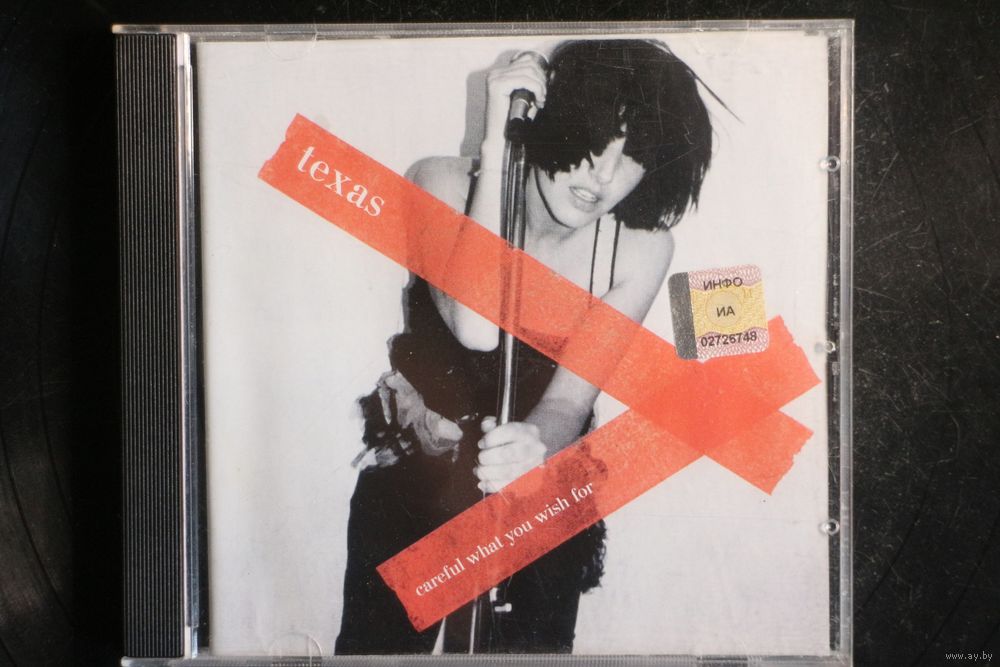 texas
ИНФО
ИА
02726748
careful what you wish for
www.ay.by